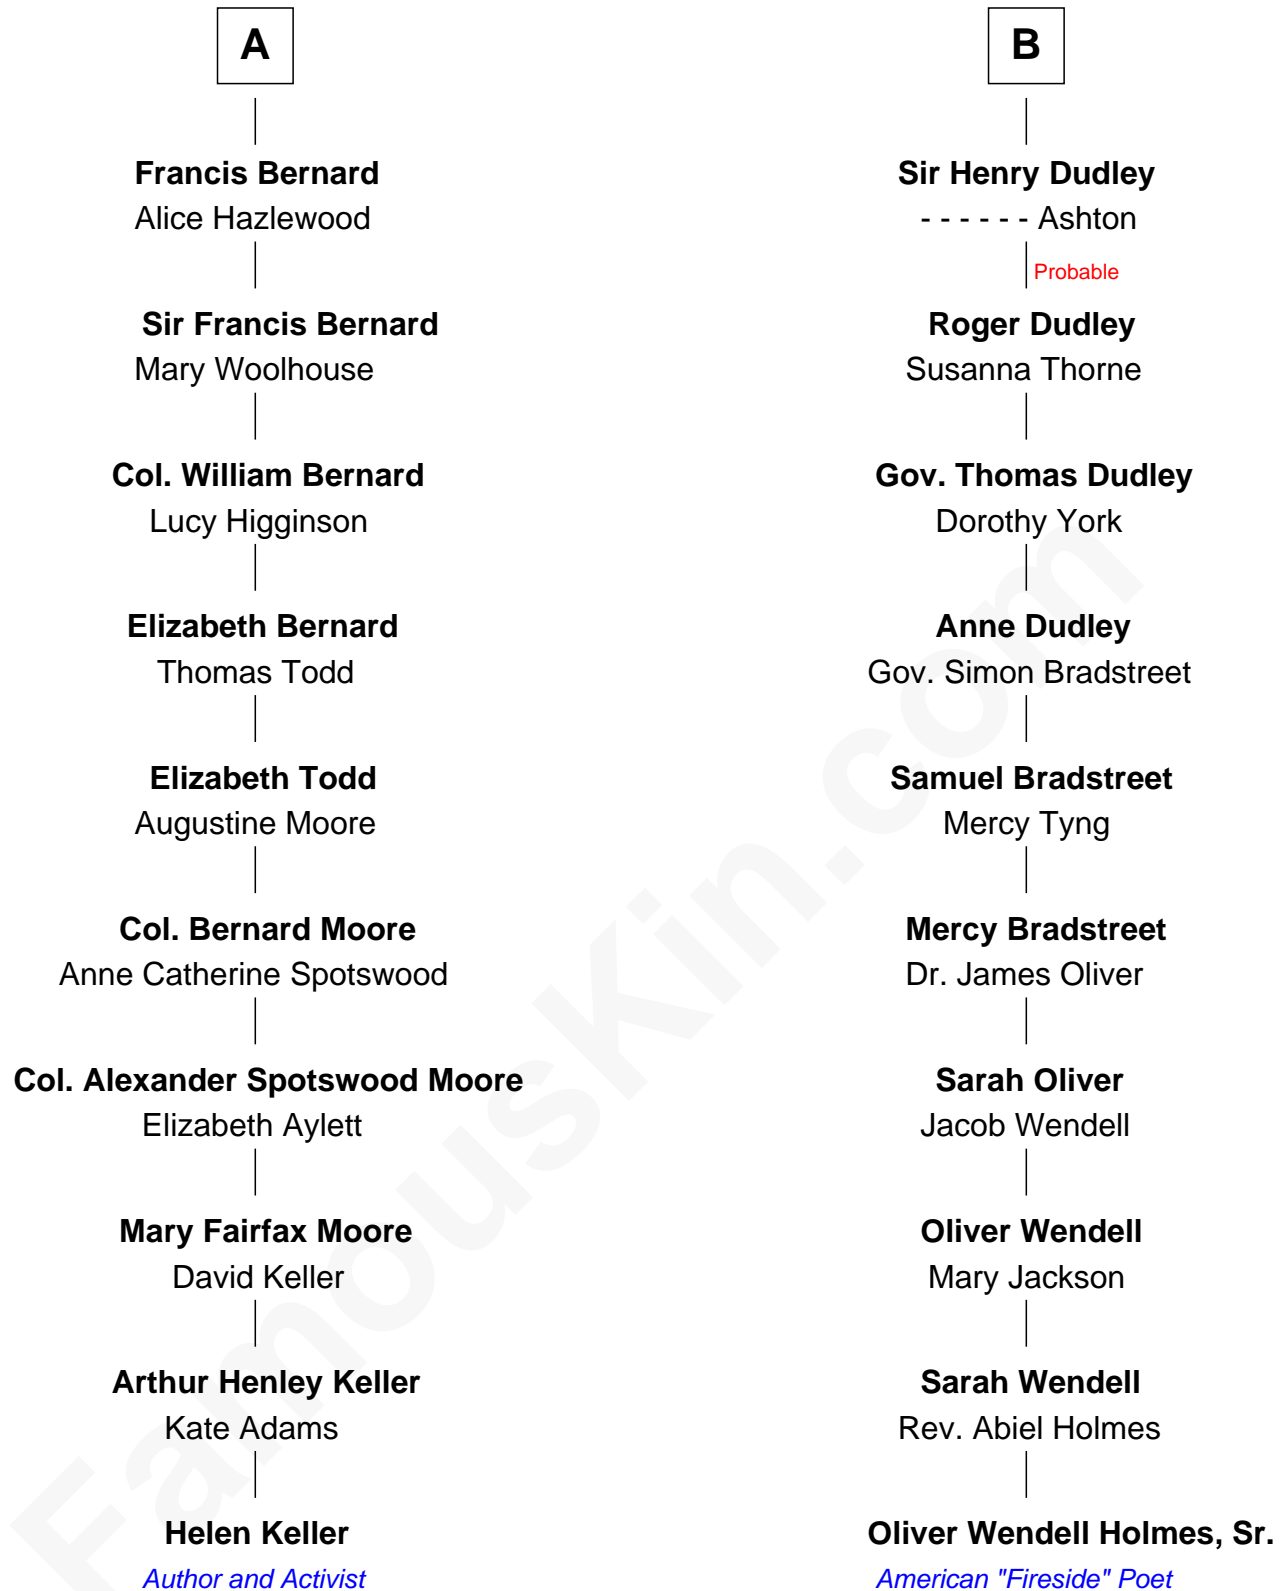 A
Francis Bernard
Alice Hazlewood
Sir Francis Bernard
Mary Woolhouse
Col. William Bernard
Lucy Higginson
Elizabeth Bernard
Thomas Todd
Elizabeth Todd
Augustine Moore
Col. Bernard Moore
Anne Catherine Spotswood
Col. Alexander Spotswood Moore
Elizabeth Aylett
Mary Fairfax Moore
David Keller
Arthur Henley Keller
Kate Adams
Helen Keller
Author and Activist
B
Sir Henry Dudley
- - - - - - Ashton
Probable
Roger Dudley
Susanna Thorne
Gov. Thomas Dudley
Dorothy York
Anne Dudley
Gov. Simon Bradstreet
Samuel Bradstreet
Mercy Tyng
Mercy Bradstreet
Dr. James Oliver
Sarah Oliver
Jacob Wendell
Oliver Wendell
Mary Jackson
Sarah Wendell
Rev. Abiel Holmes
Oliver Wendell Holmes, Sr.
American "Fireside" Poet
FamousKin.com